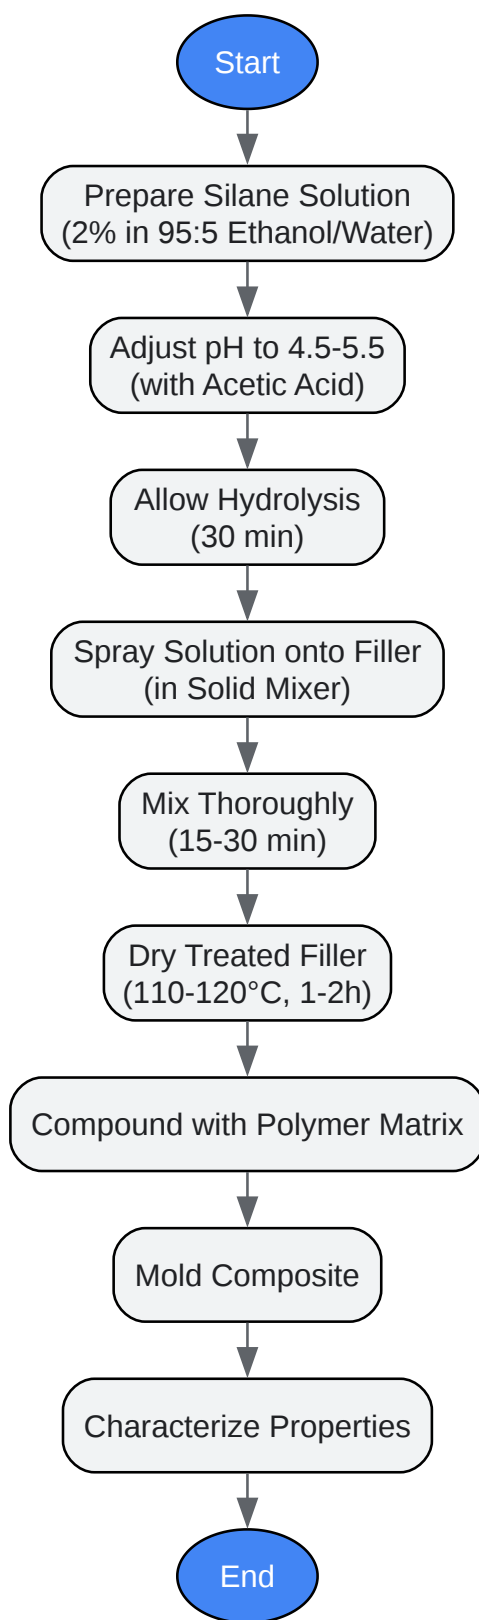 Start
Prepare Silane Solution
(2% in 95:5 Ethanol/Water)
Adjust pH to 4.5-5.5
(with Acetic Acid)
Allow Hydrolysis
(30 min)
Spray Solution onto Filler
(in Solid Mixer)
Mix Thoroughly
(15-30 min)
Dry Treated Filler
(110-120°C, 1-2h)
Compound with Polymer Matrix
Mold Composite
Characterize Properties
End